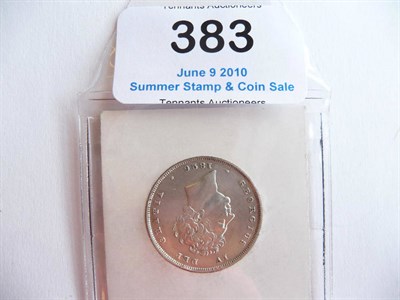 Tennants Auctioneers
383
June 9 2010
Summer Stamp & Coin Sale
Tennants Auctioneers